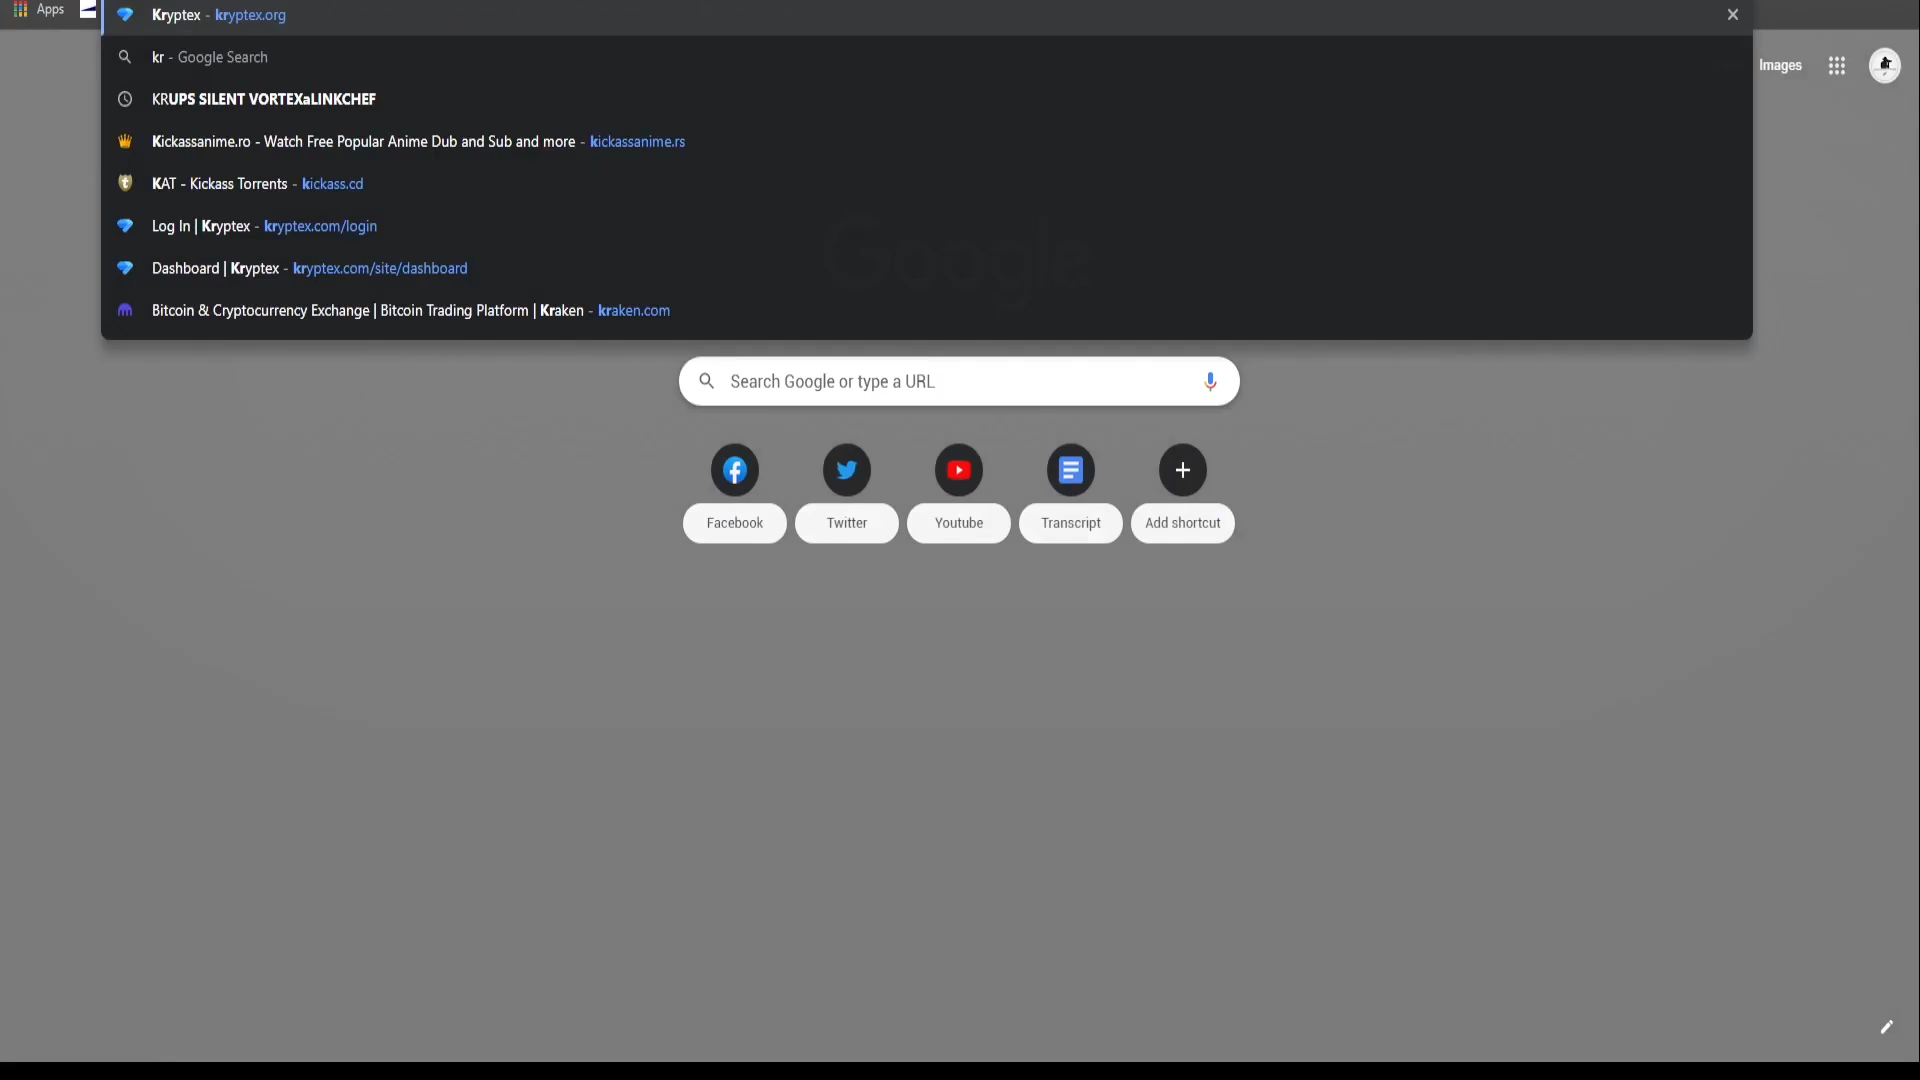 Apps
Kryptex - kryptex.org
kr - Google Search
KRUPS SILENT VORTEXaLINKCHEF
Kickassanime.ro - Watch Free Popular Anime Dub and Sub and more - kickassanime.rs
KAT - Kickass Torrents - kickass.cd
Log In | Kryptex - kryptex.com/login
Dashboard | Kryptex - kryptex.com/site/dashboard
Bitcoin & Cryptocurrency Exchange | Bitcoin Trading Platform | Kraken - kraken.com
Images
Google
Search Google or type a URL
Facebook
Twitter
Youtube
Transcript
Add shortcut